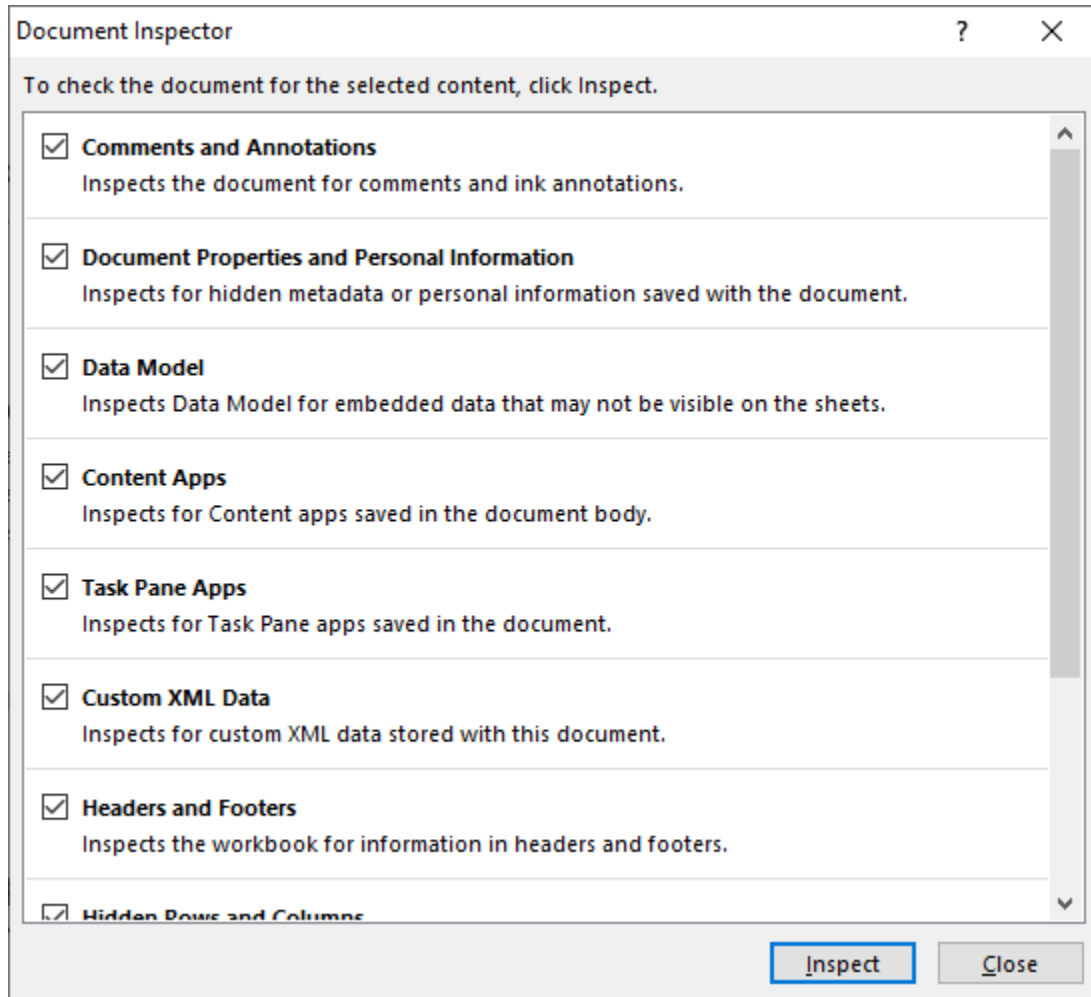 Document Inspector
?
To check the document for the selected content, click Inspect.
Comments and Annotations
Inspects the document for comments and ink annotations.
Document Properties and Personal Information
Inspects for hidden metadata or personal information saved with the document.
Data Model
Inspects Data Model for embedded data that may not be visible on the sheets.
Content Apps
Inspects for Content apps saved in the document body.
Task Pane Apps
Inspects for Task Pane apps saved in the document.
Custom XML Data
Inspects for custom XML data stored with this document.
Headers and Footers
Inspects the workbook for information in headers and footers.
Hidden Rows and Columns
Inspect
Close